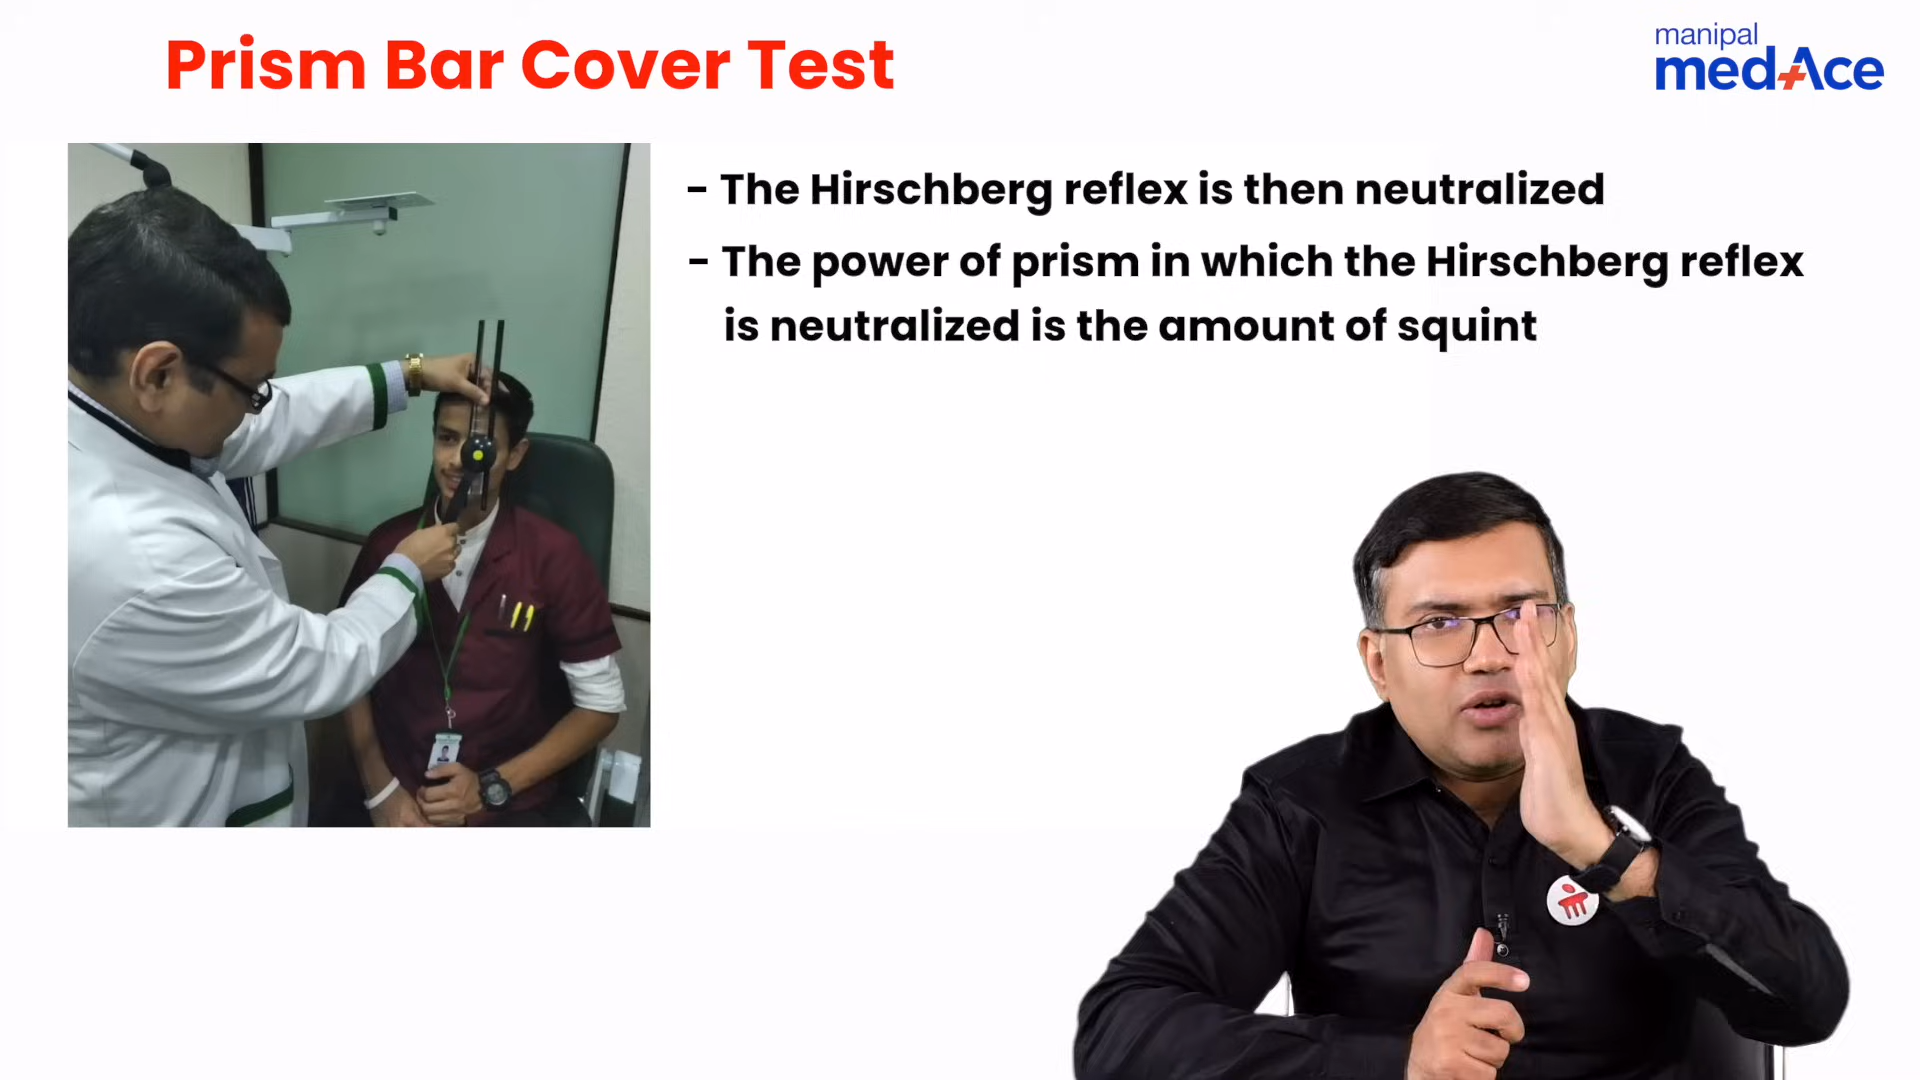 Prism Bar Cover Test
manipal
medAce
- The Hirschberg reflex is then neutralized
- The power of prism in which the Hirschberg reflex
is neutralized is the amount of squint